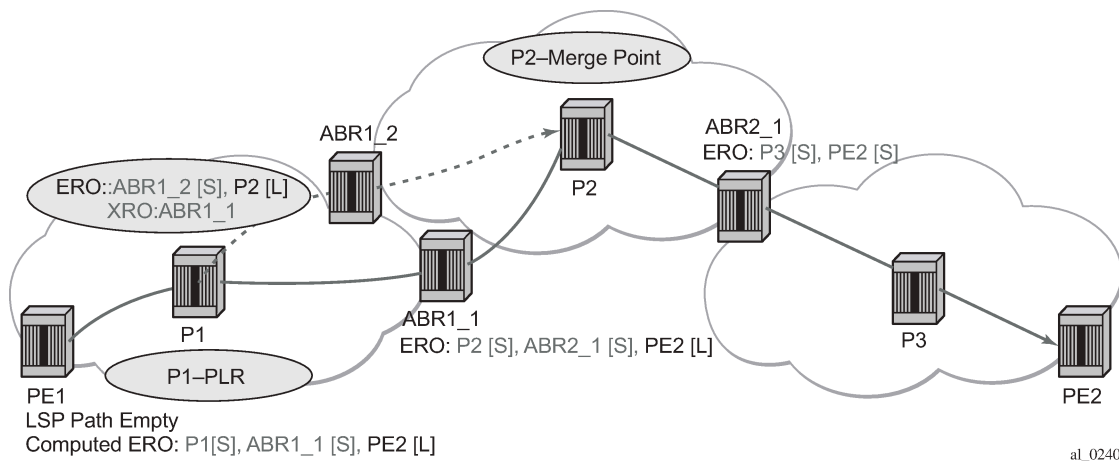 P2–Merge Point
ABR1_2
ABR2_1
ERO: P3 [S], PE2 [S]
P2
ERO::ABR1_2 [S], P2 [L]
XRO:ABR1_1
P1
ABR1_1
ERO: P2 [S], ABR2_1 [S], PE2 [L]
P3
P1–PLR
PE1
PE2
LSP Path Empty
Computed ERO: P1[S], ABR1_1 [S], PE2 [L]
al_0240